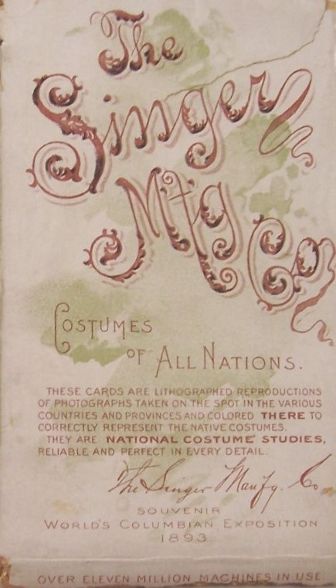 The
Singer
Mfg
Co
COSTUMES
OF ALL NATIONS.
THESE CARDS ARE LITHOGRAPHED REPRODUCTIONS
OF PHOTOGRAPHS TAKEN ON THE SPOT IN THE VARIOUS
COUNTRIES AND PROVINCES AND COLORED THERE TO
CORRECTLY REPRESENT THE NATIVE COSTUMES.
THEY ARE NATIONAL COSTUME STUDIES,
RELIABLE AND PERFECT IN EVERY DETAIL.
The Singer Manfg. Co.
SOUVENIR
WORLD'S COLUMBIAN EXPOSITION
1893
OVER ELEVEN MILLION MACHINES IN USE